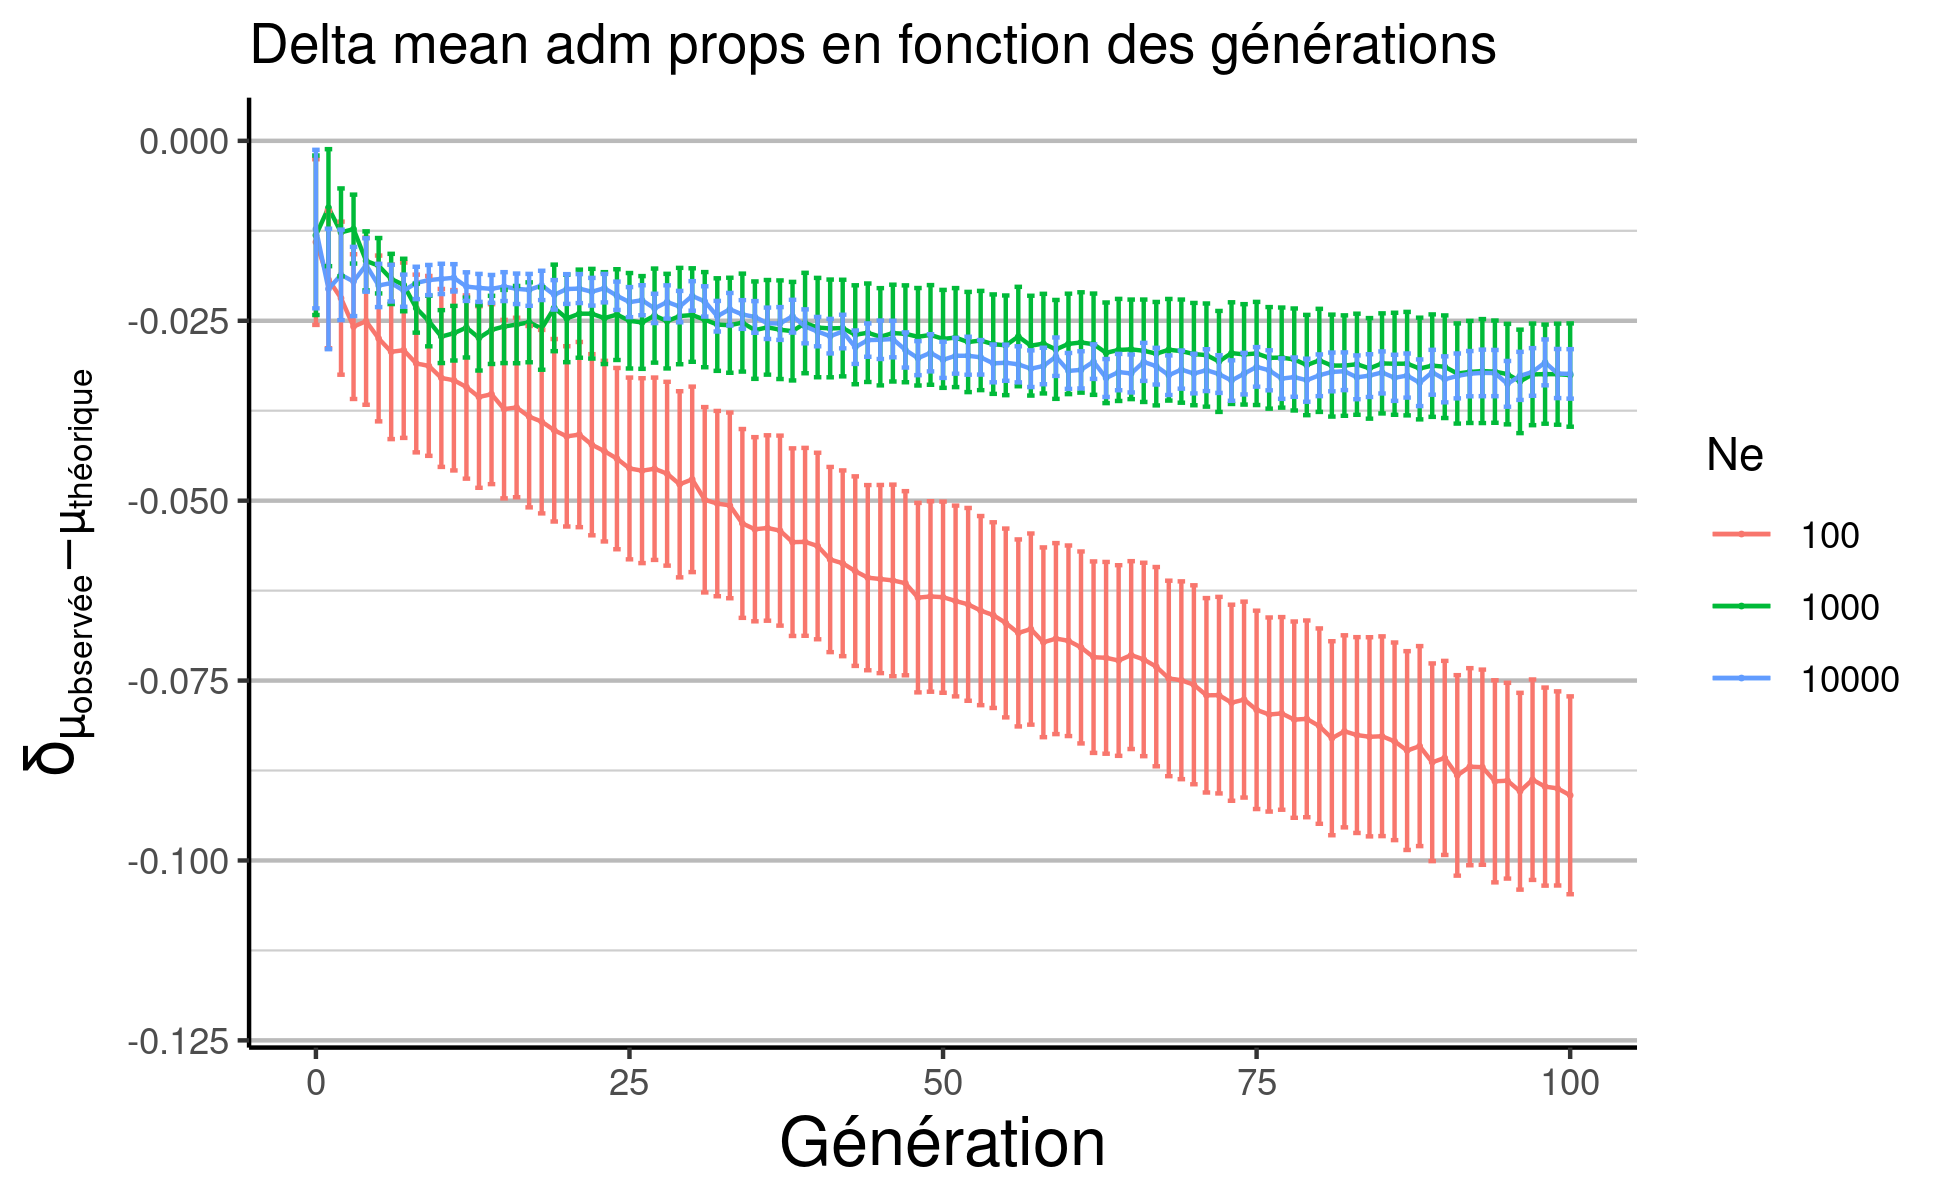 Delta mean adm props en fonction des générations
0.000
-0.025
-0.050
-0.075
-0.100
-0.125
δμobservée−μthéorique
0 25 50 75 100
Génération
Ne
100
1000
10000